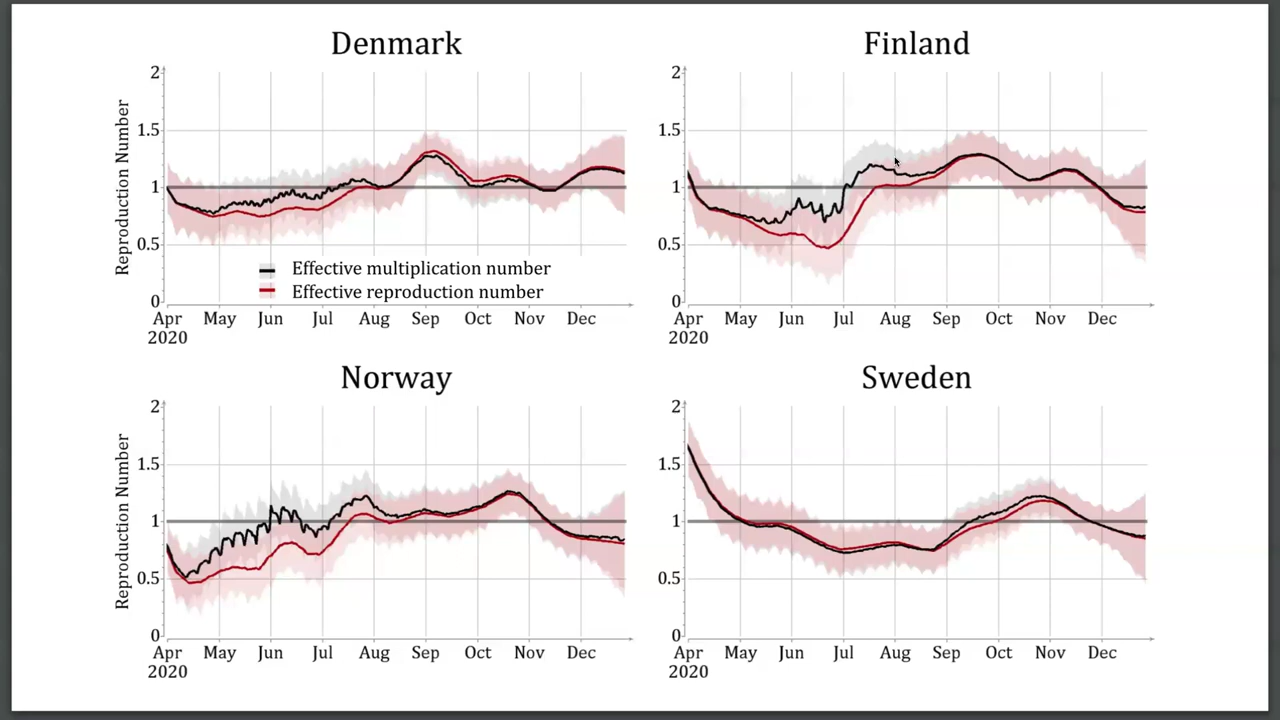 Denmark
Finland
Reproduction Number
2
1.5
1
0.5
0
Effective multiplication number
Effective reproduction number
Apr May Jun Jul Aug Sep Oct Nov Dec
2020
2
1.5
1
0.5
0
Apr May Jun Jul Aug Sep Oct Nov Dec
2020
Norway
Sweden
Reproduction Number
2
1.5
1
0.5
0
Apr May Jun Jul Aug Sep Oct Nov Dec
2020
2
1.5
1
0.5
0
Apr May Jun Jul Aug Sep Oct Nov Dec
2020